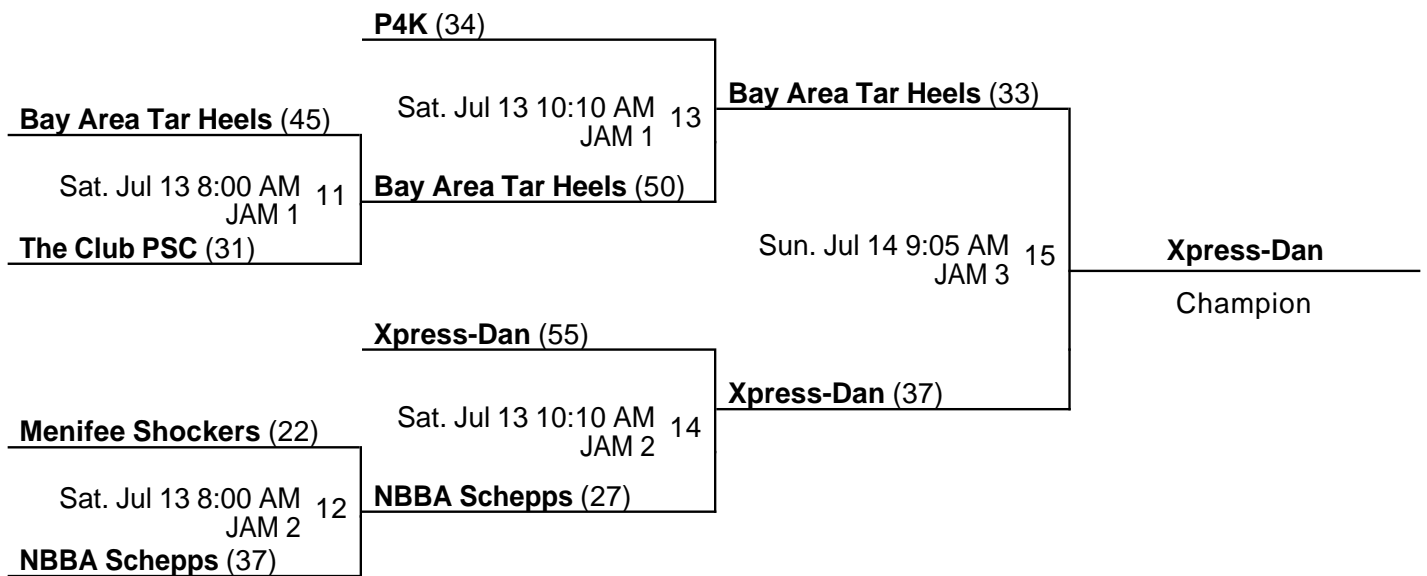 P4K (34)
Sat. Jul 13 10:10 AM 13
JAM 1
Bay Area Tar Heels (33)
Bay Area Tar Heels (45)
Sat. Jul 13 8:00 AM 11
JAM 1
Bay Area Tar Heels (50)
The Club PSC (31)
Sun. Jul 14 9:05 AM 15
JAM 3
Xpress-Dan
Champion
Xpress-Dan (55)
Xpress-Dan (37)
Sat. Jul 13 10:10 AM 14
JAM 2
Menifee Shockers (22)
Sat. Jul 13 8:00 AM 12
JAM 2
NBBA Schepps (27)
NBBA Schepps (37)